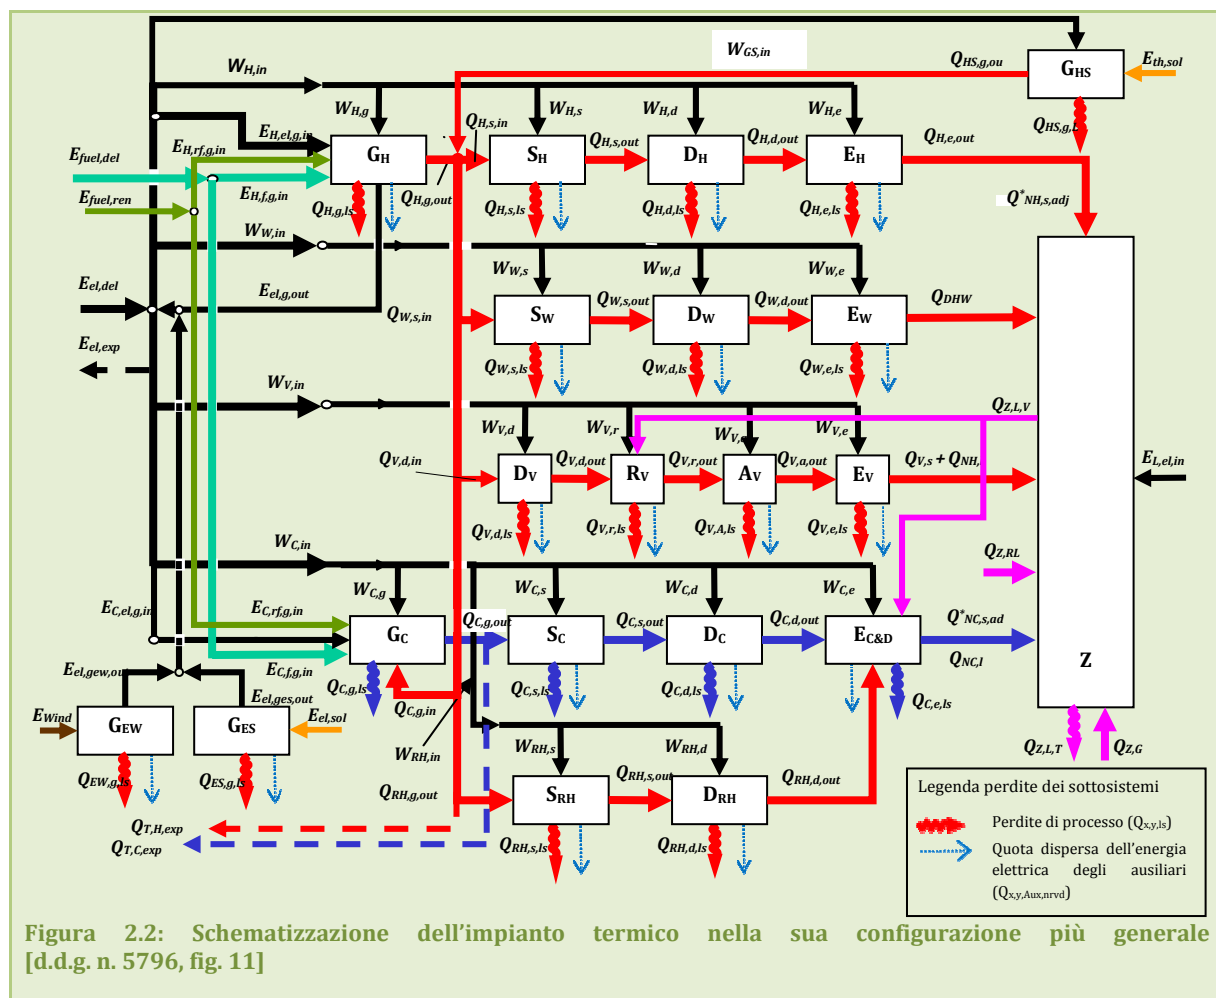 W_GS,in
Q_HS,g,ou
G_HS
E_th,sol
W_H,in
Q_HS,g,L
W_H,g
W_H,s
W_H,d
W_H,e
E_H,el,g,in
Q_H,s,in
E_fuel,del
E_H,rf,g,in
G_H
S_H
Q_H,s,out
D_H
Q_H,d,out
E_H
Q_H,e,out
E_fuel,ren
E_H,f,g,in
Q_H,g,out
Q_H,g,ls
Q_H,s,ls
Q_H,d,ls
Q_H,e,ls
Q*_NH,s,adj
W_W,in
W_W,s
W_W,d
W_W,e
E_el,del
E_el,g,out
Q_W,s,in
S_W
Q_W,s,out
D_W
Q_W,d,out
E_W
Q_DHW
E_el,exp
Q_W,s,ls
Q_W,d,ls
Q_W,e,ls
W_V,in
Q_Z,L,V
W_V,d
W_V,r
W_V,e
Q_V,d,in
D_V
Q_V,d,out
R_V
Q_V,r,out
A_V
Q_V,a,out
E_V
Q_V,s + Q_NH,
E_L,el,in
Q_V,d,ls
Q_V,r,ls
Q_V,A,ls
Q_V,e,ls
W_C,in
Q_Z,RL
W_C,g
W_C,s
W_C,d
W_C,e
E_C,el,g,in
E_C,rf,g,in
G_C
Q_C,g,out
S_C
Q_C,s,out
D_C
Q_C,d,out
E_C&D
Q*_NC,s,ad
Q_NC,l
Z
E_el,gew,ou
E_C,f,g,in
Q_C,g,ls
Q_C,g,in
Q_C,s,ls
Q_C,d,ls
Q_C,e,ls
E_el,ges,out
E_Wind
G_EW
G_ES
E_el,sol
W_RH,in
W_RH,s
W_RH,d
Q_Z,L,T
Q_Z,G
Q_EW,g,ls
Q_ES,g,ls
Q_RH,g,out
S_RH
Q_RH,s,out
D_RH
Q_RH,d,out
Q_T,H,exp
Q_T,C,exp
Q_RH,s,ls
Q_RH,d,ls
Legenda perdite dei sottosistemi
Perdite di processo (Q_x,y,ls)
Quota dispersa dell'energia
elettrica degli ausiliari
(Q_x,y,Aux,nrvd)
Figura 2.2: Schematizzazione dell'impianto termico nella sua configurazione più generale
[d.d.g. n. 5796, fig. 11]